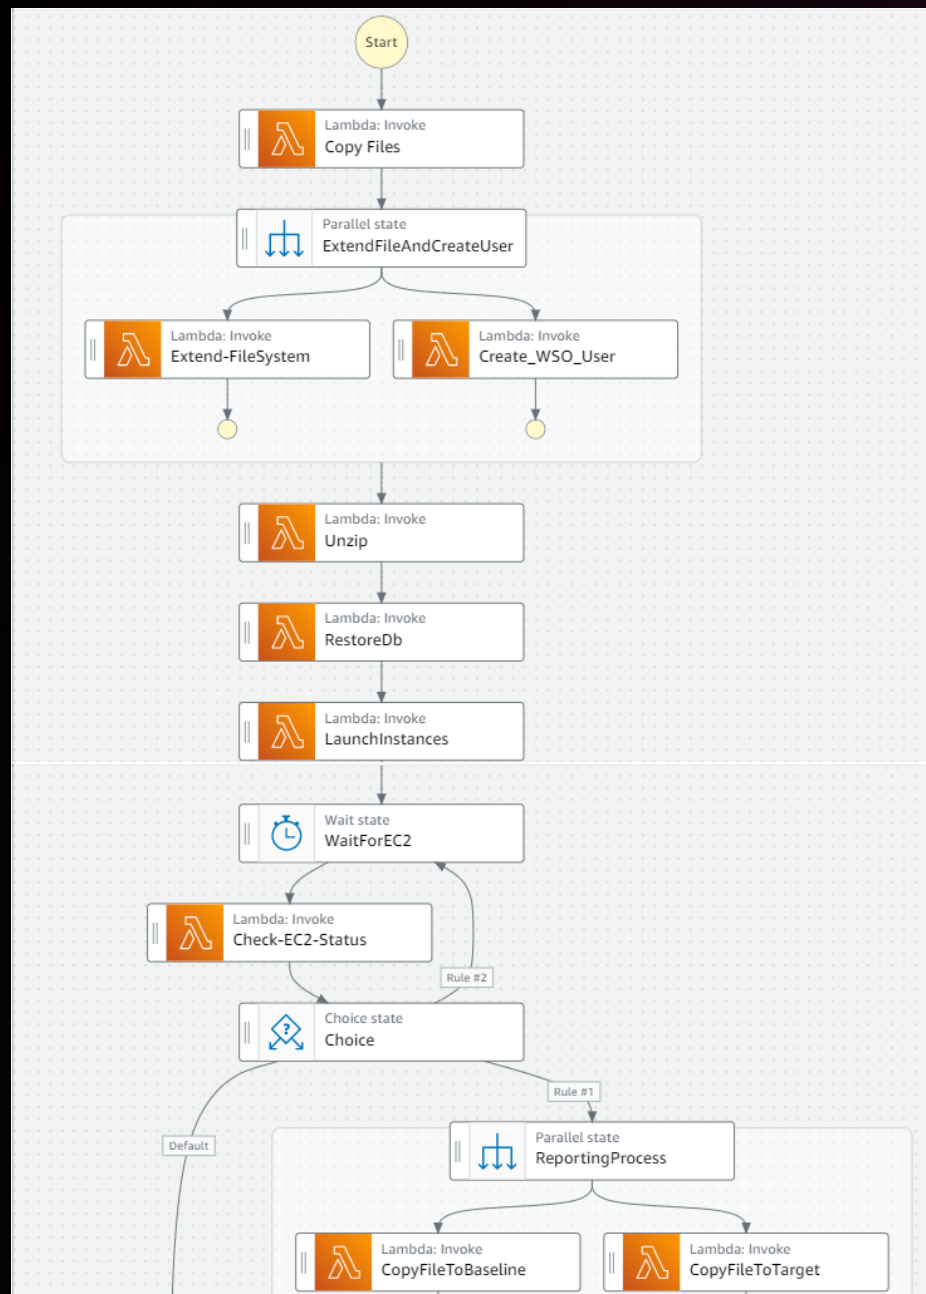 Start
Lambda: Invoke
Copy Files
Parallel state
ExtendFileAndCreateUser
Lambda: Invoke
Extend-FileSystem
Lambda: Invoke
Create_WSO_User
Lambda: Invoke
Unzip
Lambda: Invoke
RestoreDb
Lambda: Invoke
LaunchInstances
Wait state
WaitForEC2
Lambda: Invoke
Check-EC2-Status
Rule #2
Choice state
Choice
Rule #1
Default
Parallel state
ReportingProcess
Lambda: Invoke
CopyFileToBaseline
Lambda: Invoke
CopyFileToTarget